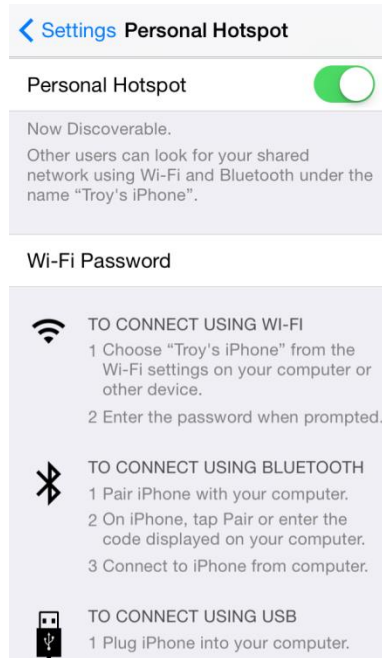 Settings Personal Hotspot
Personal Hotspot
Now Discoverable.
Other users can look for your shared
network using Wi-Fi and Bluetooth under the
name “Troy's iPhone”.
Wi-Fi Password
TO CONNECT USING WI-FI
1 Choose “Troy's iPhone” from the
Wi-Fi settings on your computer or
other device.
2 Enter the password when prompted.
TO CONNECT USING BLUETOOTH
1 Pair iPhone with your computer.
2 On iPhone, tap Pair or enter the
code displayed on your computer.
3 Connect to iPhone from computer.
TO CONNECT USING USB
1 Plug iPhone into your computer.